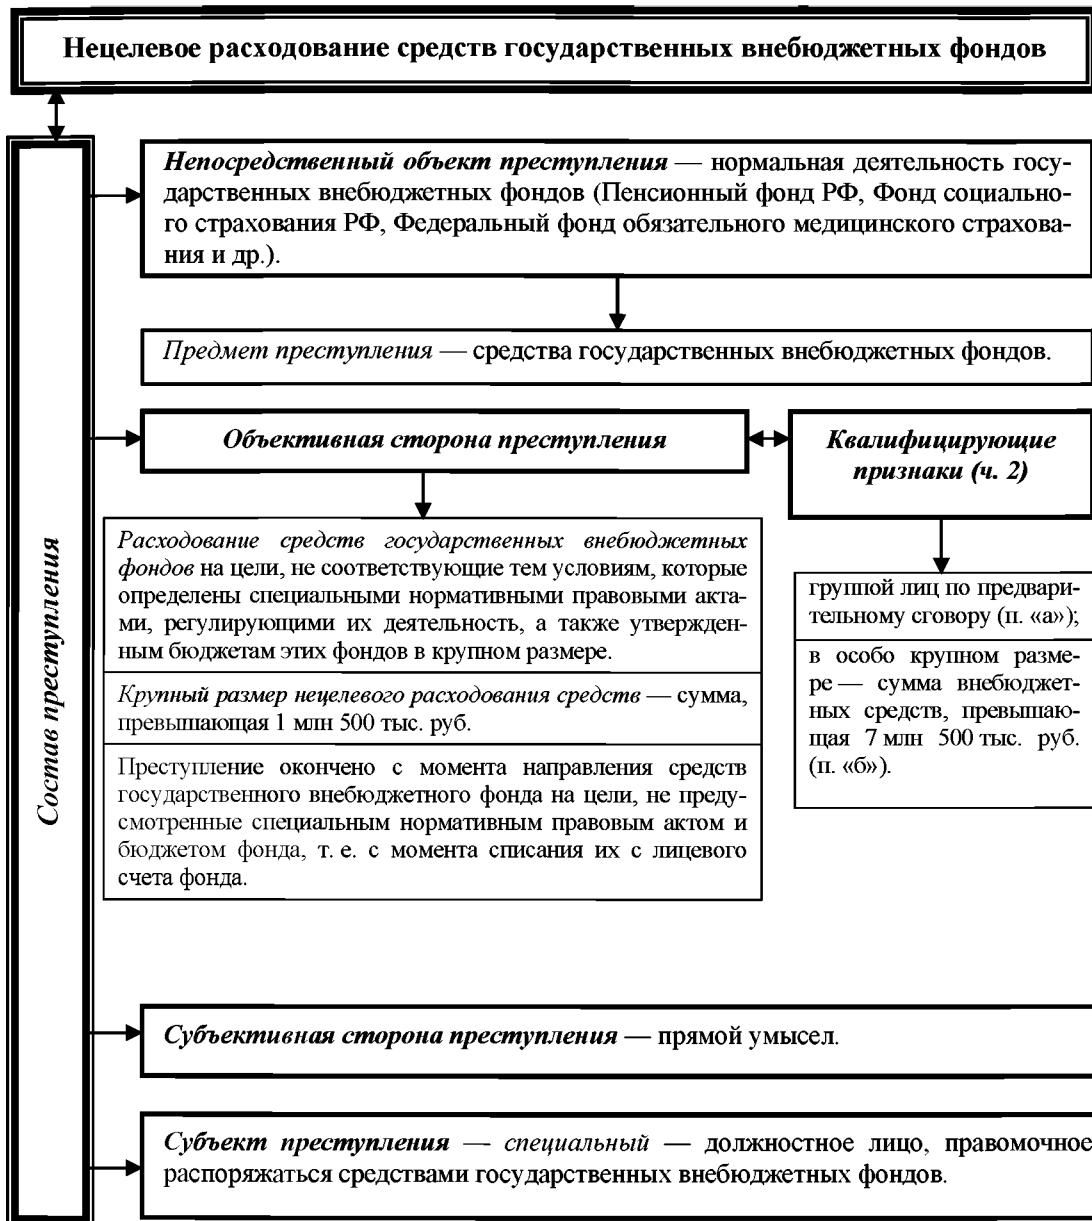 Нецелевое расходование средств государственных внебюджетных фондов
Состав преступления
Непосредственный объект преступления — нормальная деятельность госу-
дарственных внебюджетных фондов (Пенсионный фонд РФ, Фонд социально-
го страхования РФ, Федеральный фонд обязательного медицинского страхова-
ния и др.).
Предмет преступления — средства государственных внебюджетных фондов.
Объективная сторона преступления
Расходование средств государственных внебюджетных
фондов на цели, не соответствующие тем условиям, которые
определены специальными нормативными правовыми акта-
ми, регулирующими их деятельность, а также утвержден-
ным бюджетам этих фондов в крупном размере.
Крупный размер нецелевого расходования средств — сумма,
превышающая 1 млн 500 тыс. руб.
Преступление окончено с момента направления средств
государственного внебюджетного фонда на цели, не преду-
смотренные специальным нормативным правовым актом и
бюджетом фонда, т. е. с момента списания их с лицевого
счета фонда.
Квалифицирующие
признаки (ч. 2)
группой лиц по предвари-
тельному сговору (п. «а»);
в особо крупном разме-
ре — сумма внебюджет-
ных средств, превышаю-
щая 7 млн 500 тыс. руб.
(п. «б»).
Субъективная сторона преступления — прямой умысел.
Субъект преступления — специальный — должностное лицо, правомочное
распоряжаться средствами государственных внебюджетных фондов.